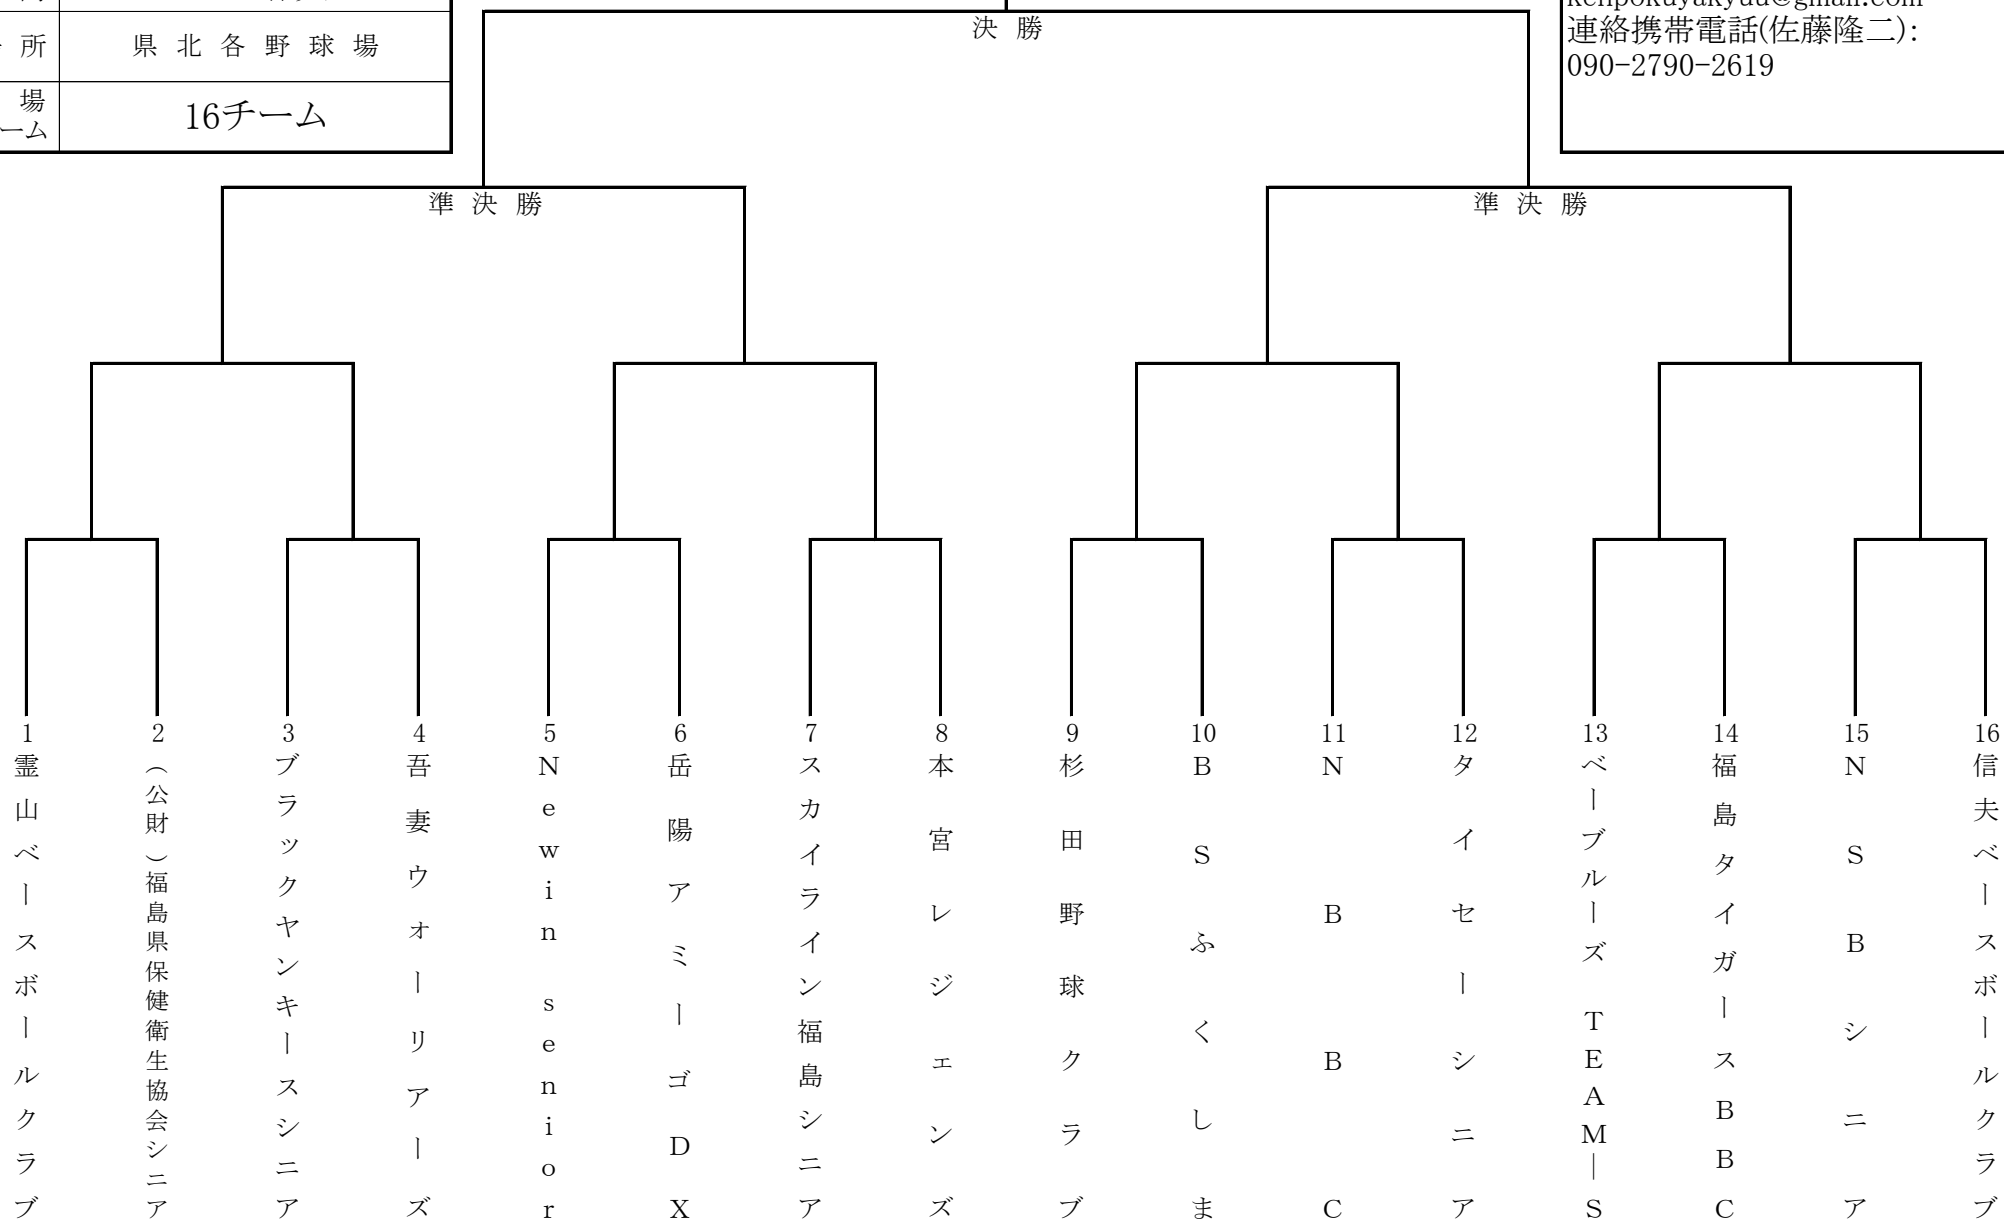 所
県北各野球場
場
ーム
16チーム
kenpokuyakyuu@gmail.com
連絡携帯電話(佐藤隆二):
090-2790-2619
決勝
準決勝
準決勝
1
霊山ベースボールクラブ
2
（公財）福島県保健衛生協会シニア
3
ブラックヤンキースシニア
4
吾妻ウォーリアーズ
5
Newin senior
6
岳陽アミーゴDX
7
スカイライン福島シニア
8
本宮レジェンズ
9
杉田野球クラブ
10
BSふくしま
11
NBBC
12
タイセーシニア
13
ベーブルーズ TEAM-S
14
福島タイガースBBC
15
NSBシニア
16
信夫ベースボールクラブ